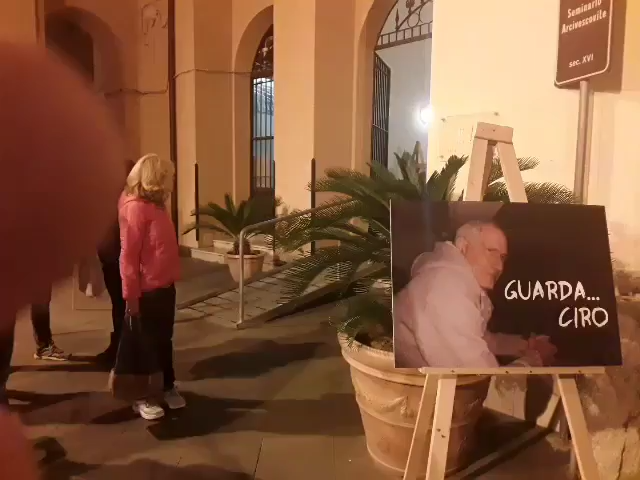 Seminario
Arcivescovile
sec. XVI
GUARDA...
CIRO